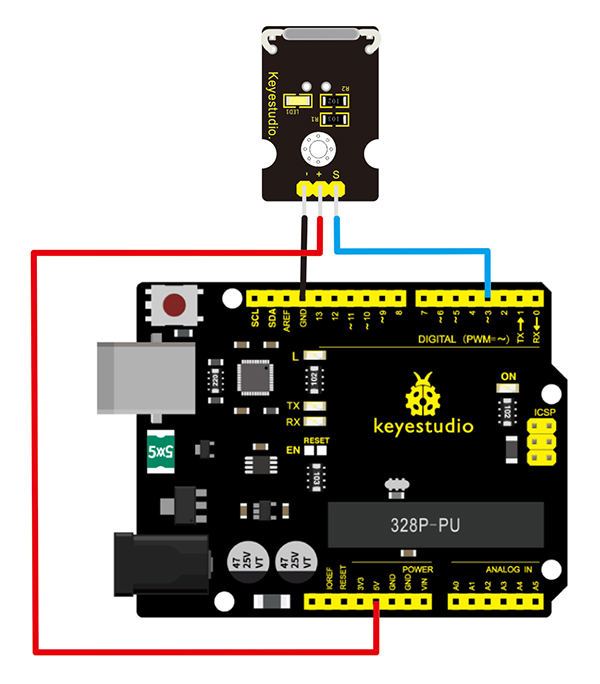 Keyestudio.
LED1
R2
102
R1
103
- + S
SCL
SDA
AREF
GND
13
12
~11
~10
~9
8
7
~6
~5
4
~3
2
TX→1
RX←0
DIGITAL (PWM=~)
L
220
102
TX
RX
RESET
EN
103
5x5
ON
102
ICSP
keyestudio
328P-PU
47
25V
VT
47
25V
VT
IOREF
RESET
3V3
5V
GND
GND
VIN
POWER
ANALOG IN
A0
A1
A2
A3
A4
A5